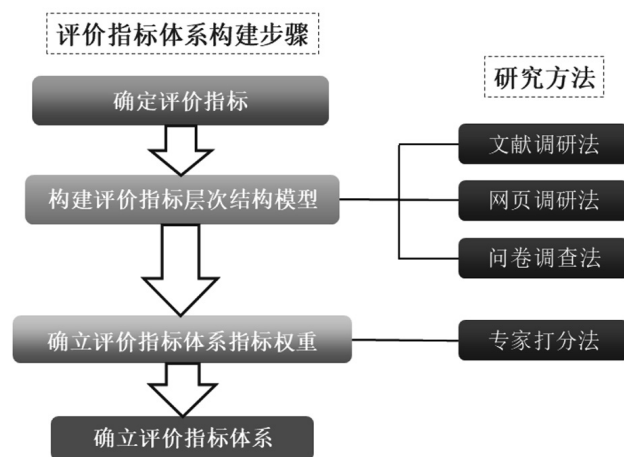 评价指标体系构建步骤
研究方法
确定评价指标
文献调研法
构建评价指标层次结构模型
网页调研法
问卷调查法
确立评价指标体系指标权重
专家打分法
确立评价指标体系